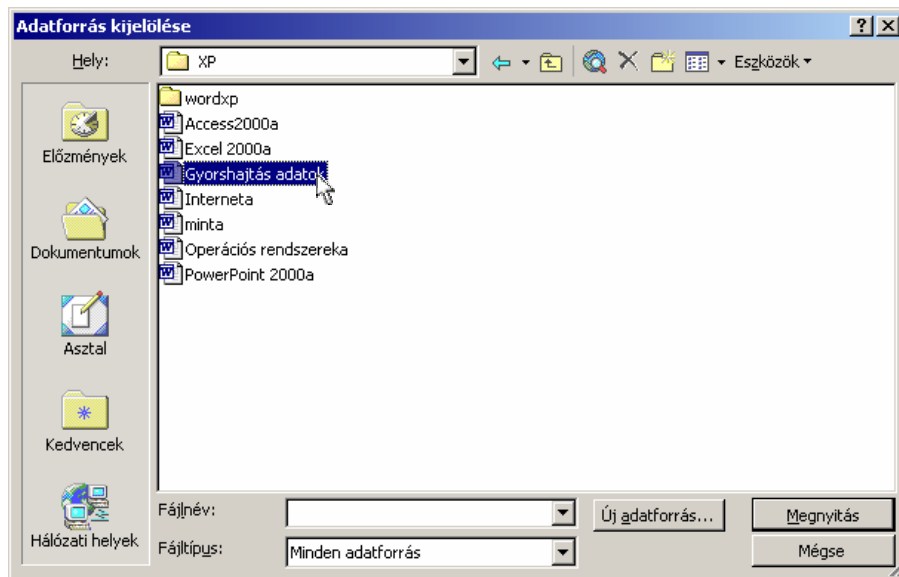 Adatforrás kijelölése
Hely:
XP
Eszközök
Előzmények
Dokumentumok
Asztal
Kedvencek
Hálózati helyek
wordxp
Access2000a
Excel 2000a
Gyorshajtás adatok
Interneta
minta
Operációs rendszereka
PowerPoint 2000a
Fájlnév:
Új adatforrás...
Megnyitás
Fájltípus:
Minden adatforrás
Mégse